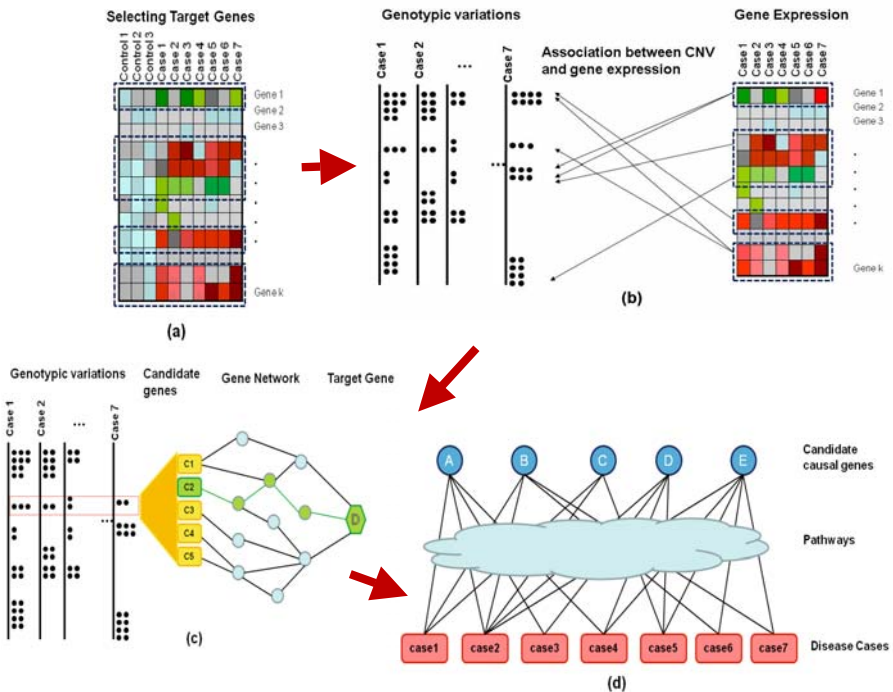 Selecting Target Genes
Control 1
Control 2
Control 3
Case 1
Case 2
Case 3
Case 4
Case 5
Case 6
Case 7
Gene 1
Gene 2
Gene 3
.
.
.
.
.
Gene k
(a)
Genotypic variations
Case 1
Case 2
...
Case 7
...
Association between CNV
and gene expression
Gene Expression
Case 1
Case 2
Case 3
Case 4
Case 5
Case 6
Case 7
Gene 1
Gene 2
Gene 3
.
.
.
.
.
Gene k
(b)
Genotypic variations
Case 1
Case 2
...
Case 7
...
Candidate
genes
Gene Network
Target Gene
C1
C2
C3
C4
C5
D
(c)
A
B
C
D
E
Candidate
causal genes
Pathways
case1
case2
case3
case4
case5
case6
case7
Disease Cases
(d)